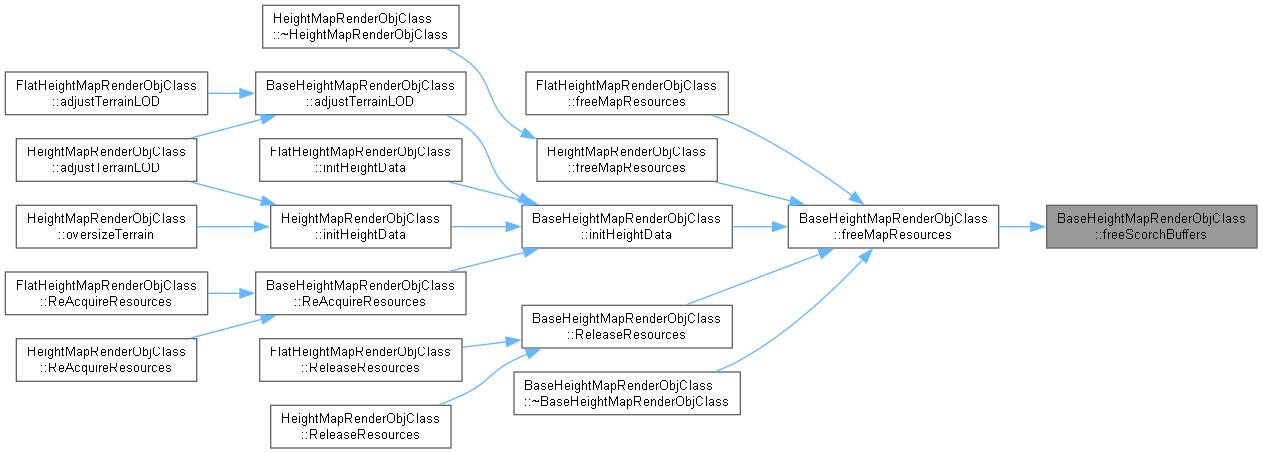 HeightMapRenderObjClass
::~HeightMapRenderObjClass
FlatHeightMapRenderObjClass
::adjustTerrainLOD
BaseHeightMapRenderObjClass
::adjustTerrainLOD
FlatHeightMapRenderObjClass
::freeMapResources
HeightMapRenderObjClass
::adjustTerrainLOD
FlatHeightMapRenderObjClass
::initHeightData
HeightMapRenderObjClass
::freeMapResources
HeightMapRenderObjClass
::oversizeTerrain
HeightMapRenderObjClass
::initHeightData
BaseHeightMapRenderObjClass
::initHeightData
BaseHeightMapRenderObjClass
::freeMapResources
BaseHeightMapRenderObjClass
::freeScorchBuffers
FlatHeightMapRenderObjClass
::ReAcquireResources
BaseHeightMapRenderObjClass
::ReAcquireResources
BaseHeightMapRenderObjClass
::ReleaseResources
HeightMapRenderObjClass
::ReAcquireResources
FlatHeightMapRenderObjClass
::ReleaseResources
BaseHeightMapRenderObjClass
::~BaseHeightMapRenderObjClass
HeightMapRenderObjClass
::ReleaseResources